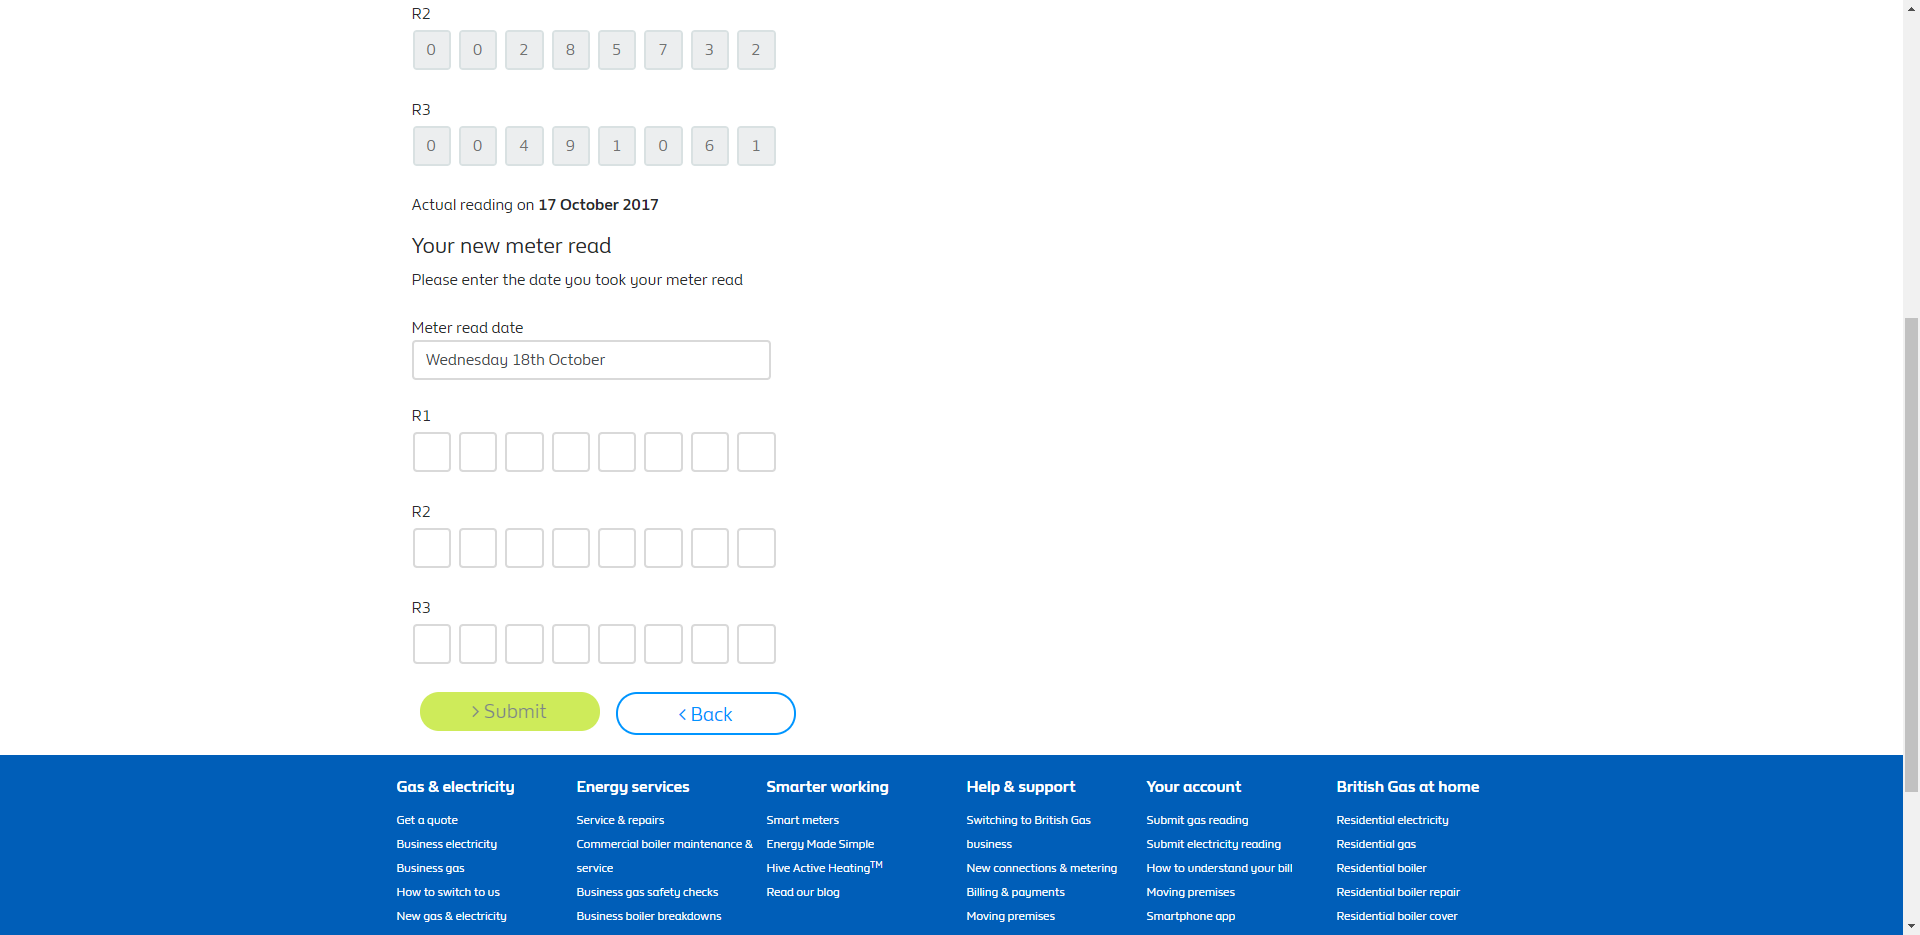 R2
0 0 2 8 5 7 3 2
R3
0 0 4 9 1 0 6 1
Actual reading on 17 October 2017
Your new meter read
Please enter the date you took your meter read
Meter read date
Wednesday 18th October
R1
R2
R3
> Submit
< Back
Gas & electricity
Get a quote
Business electricity
Business gas
How to switch to us
New gas & electricity
Energy services
Service & repairs
Commercial boiler maintenance &
service
Business gas safety checks
Business boiler breakdowns
Smarter working
Smart meters
Energy Made Simple
Hive Active Heating™
Read our blog
Help & support
Switching to British Gas
business
New connections & metering
Billing & payments
Moving premises
Your account
Submit gas reading
Submit electricity reading
How to understand your bill
Moving premises
Smartphone app
British Gas at home
Residential electricity
Residential gas
Residential boiler
Residential boiler repair
Residential boiler cover